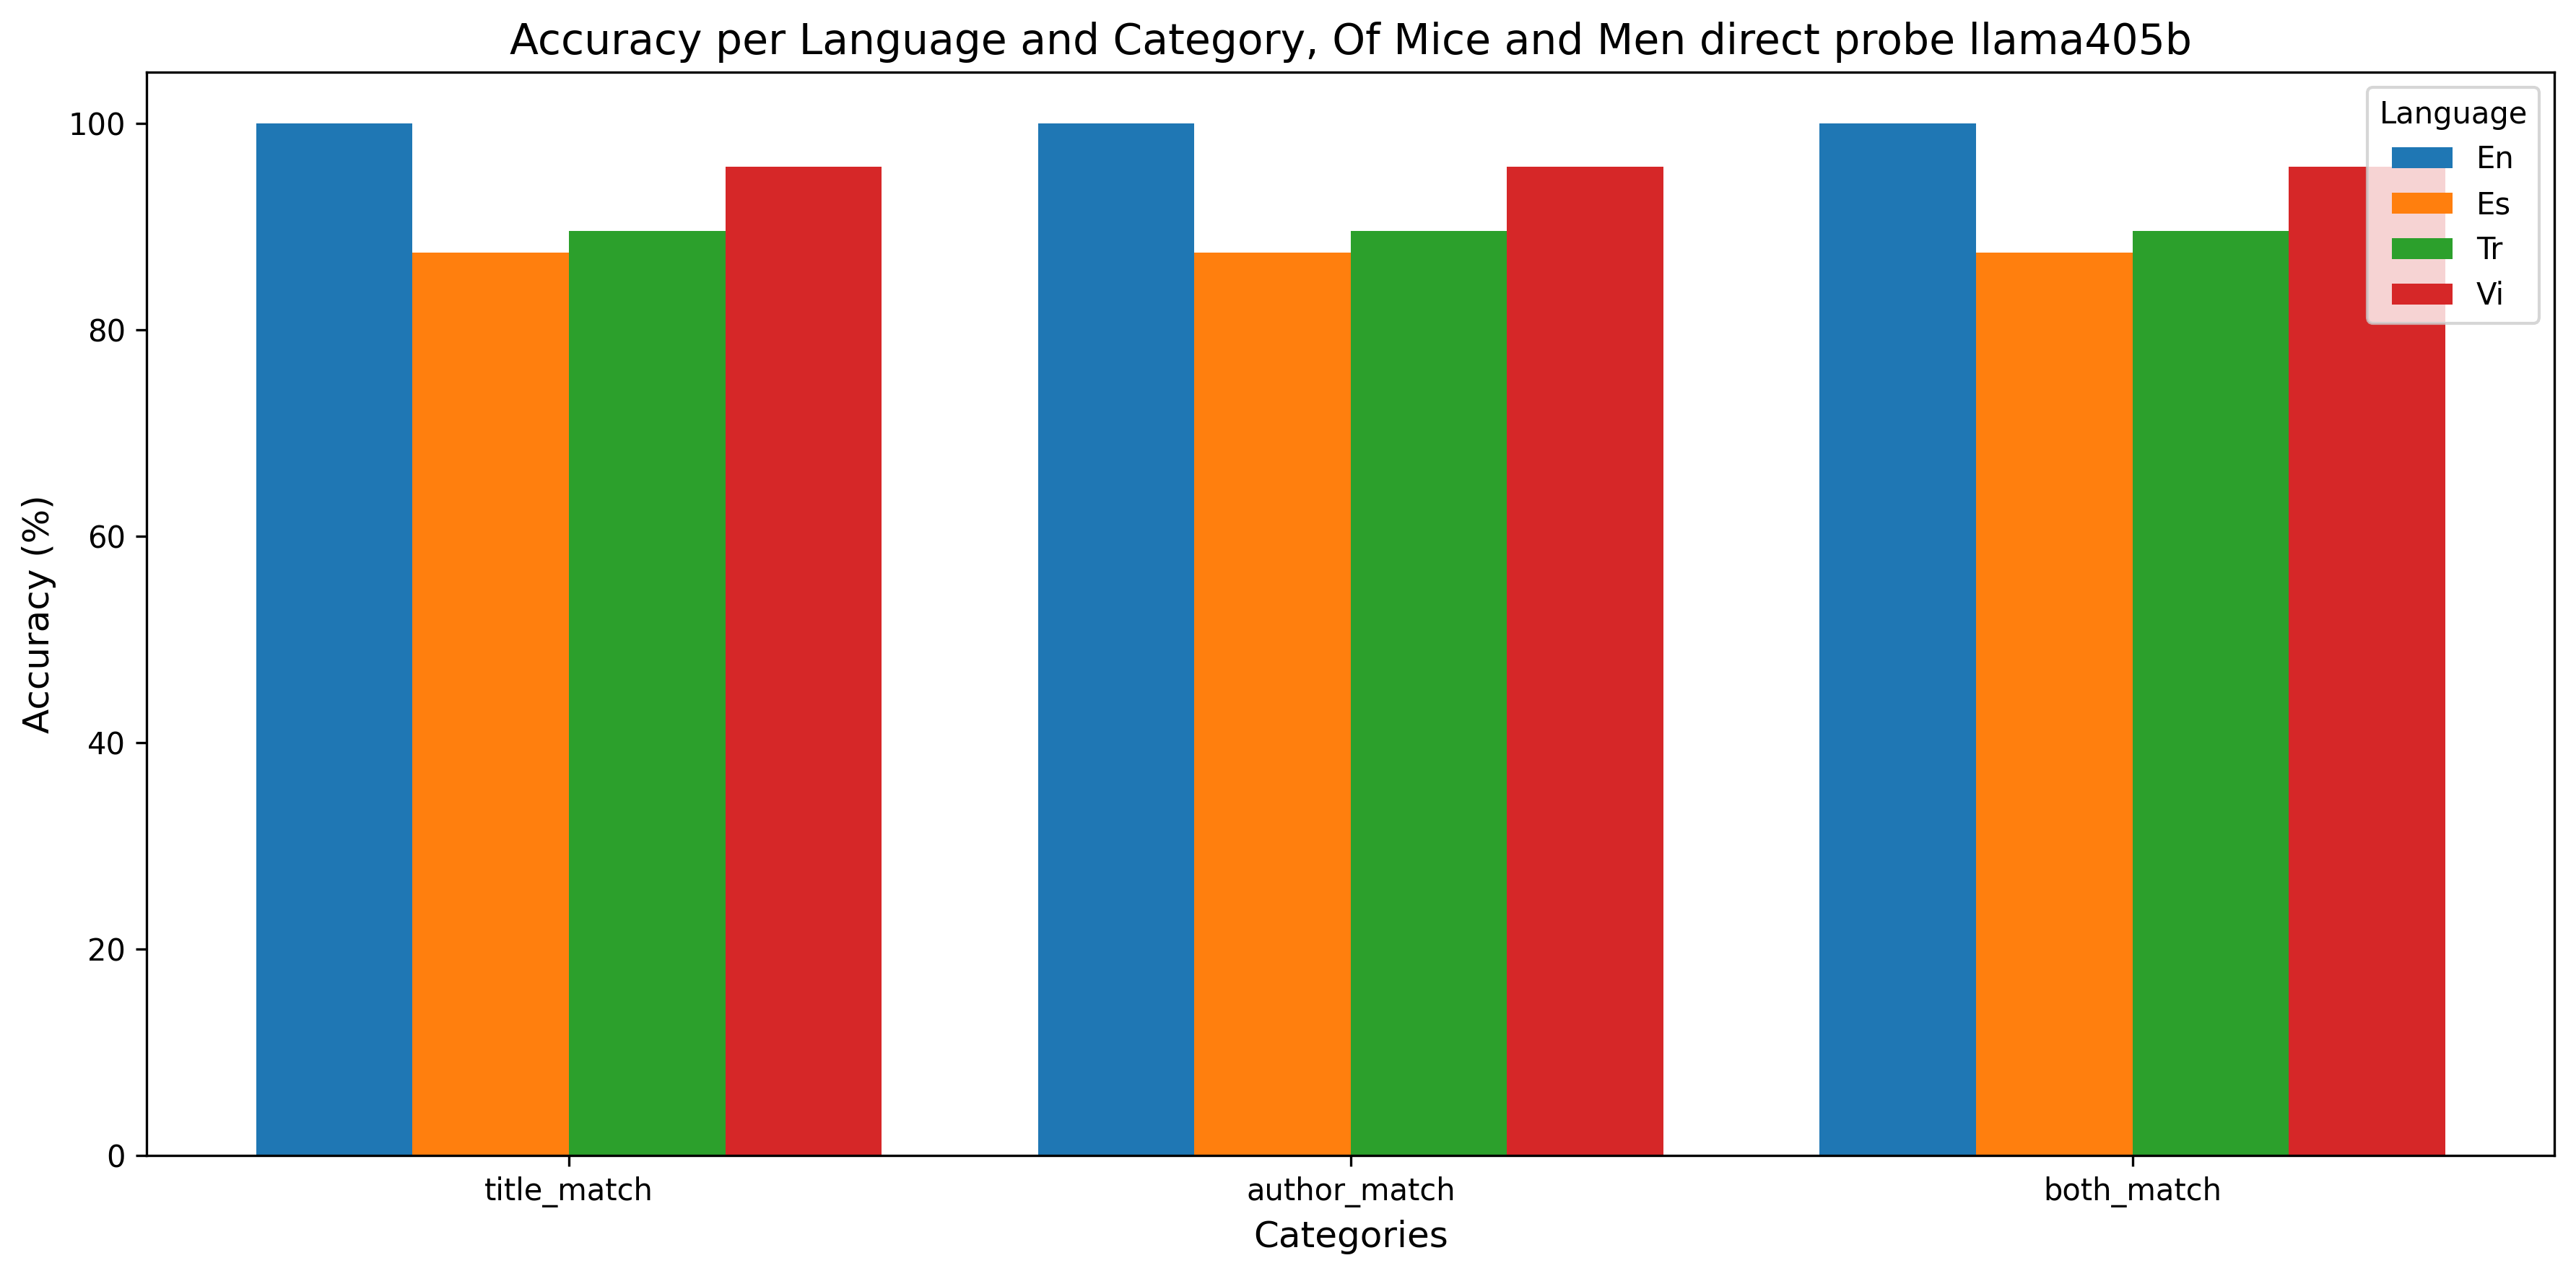 Accuracy per Language and Category, Of Mice and Men direct probe llama405b
Accuracy (%)
100
80
60
40
20
0
Language
En
Es
Tr
Vi
title_match
author_match
both_match
Categories